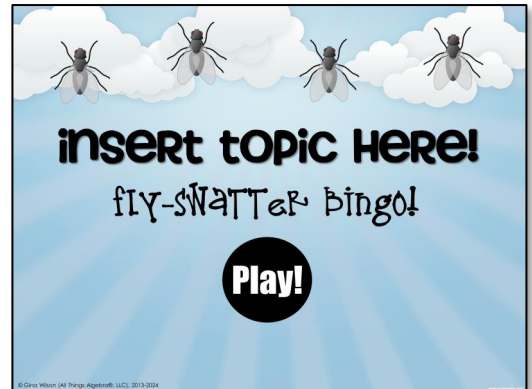 insert topic here!
fly-swatter bingo!
Play!
© Gina Wilson (All Things Algebra®, LLC), 2013-2024